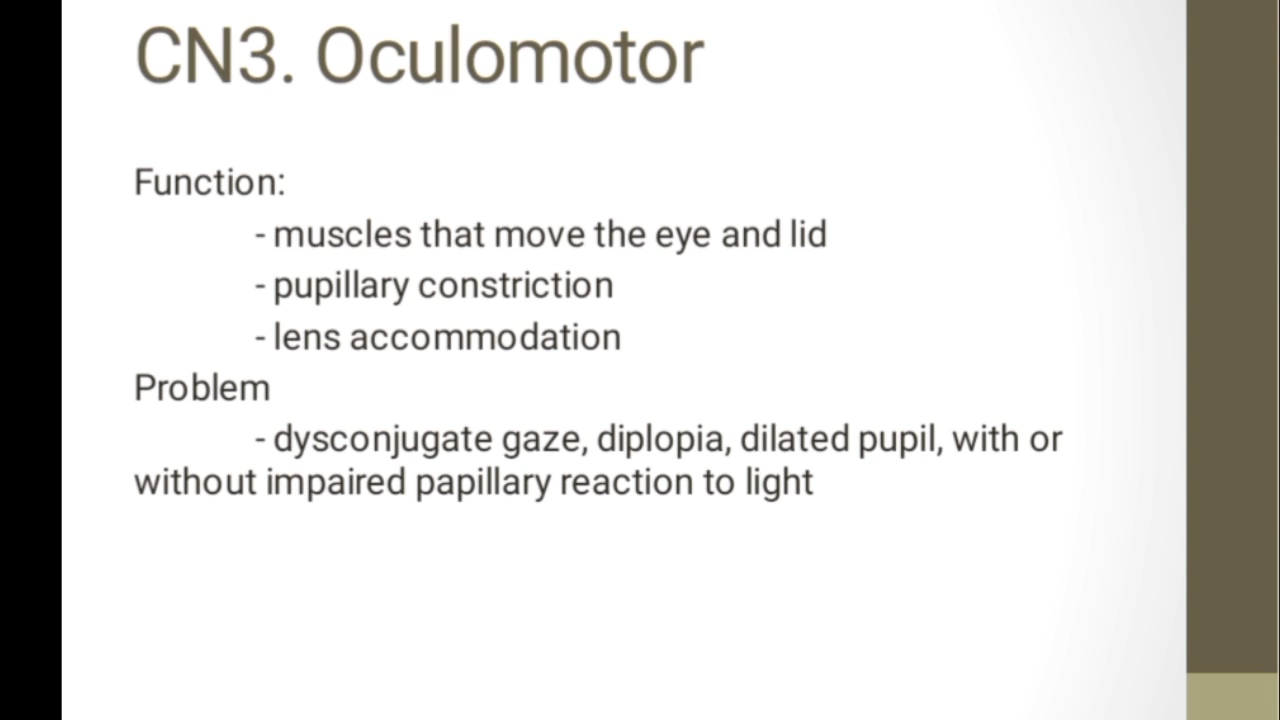 CN3. Oculomotor
Function:
- muscles that move the eye and lid
- pupillary constriction
- lens accommodation
Problem
- dysconjugate gaze, diplopia, dilated pupil, with or
without impaired papillary reaction to light